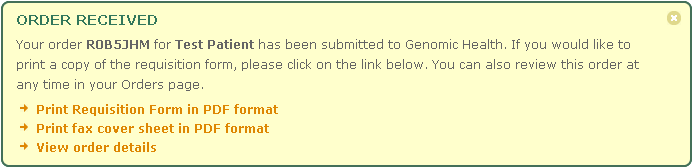 ORDER RECEIVED
Your order R0B5JHM for Test Patient has been submitted to Genomic Health. If you would like to
print a copy of the requisition form, please click on the link below. You can also review this order at
any time in your Orders page.
Print Requisition Form in PDF format
Print fax cover sheet in PDF format
View order details